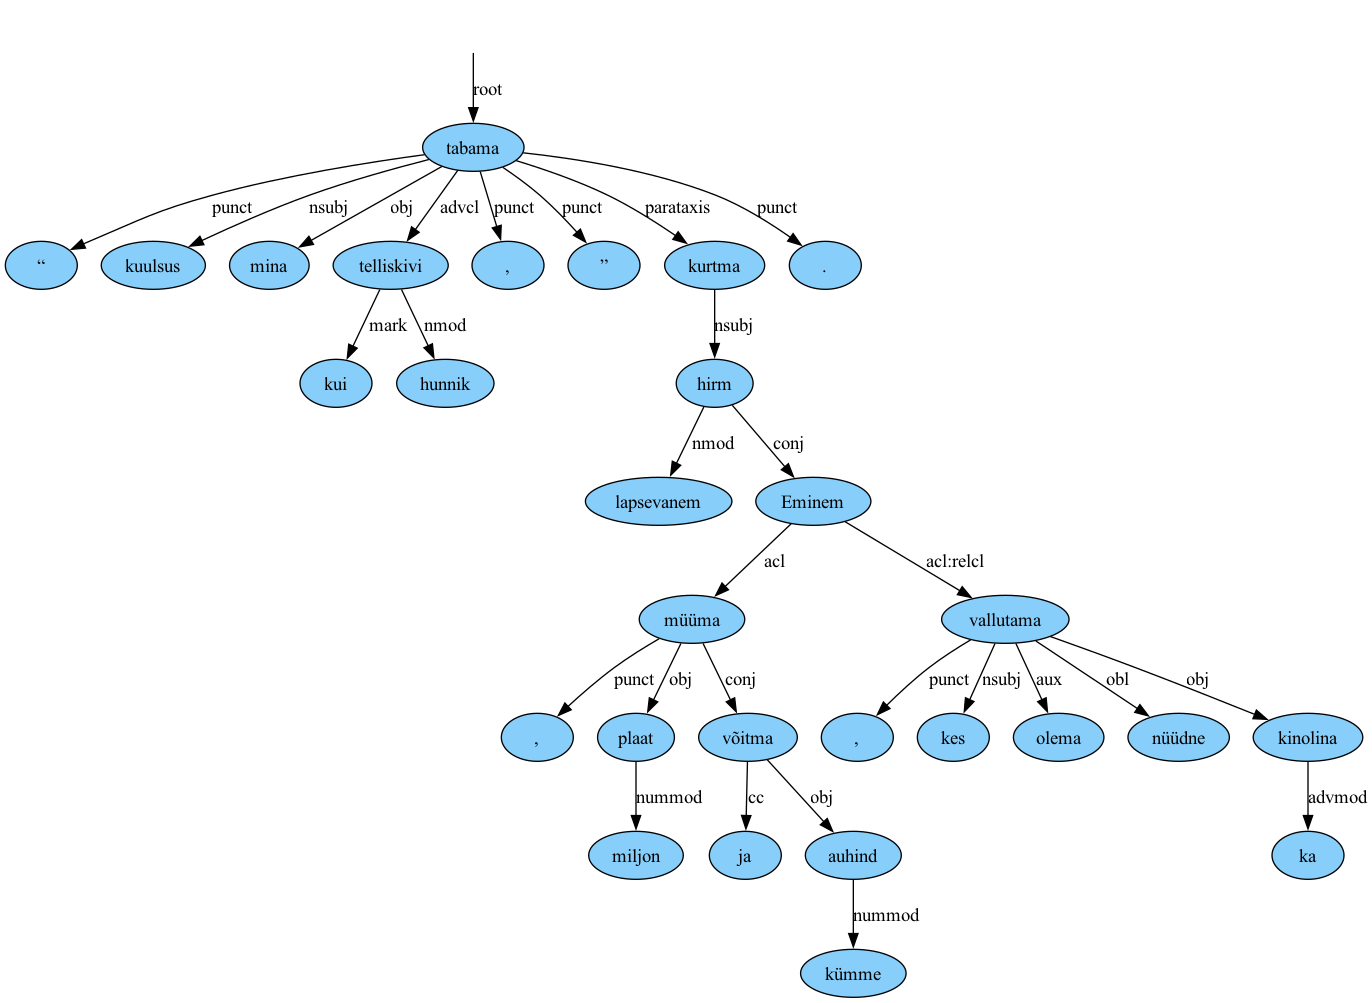 root
tabama
punct nsubj obj advcl punct punct parataxis punct
“ kuulsus mina telliskivi , ” kurtma .
mark nmod nsubj
kui hunnik hirm
nmod conj
lapsevanem Eminem
acl acl:relcl
müüma vallutama
punct obj conj punct nsubj aux obl obj
, plaat võitma , kes olema nüüdne kinolina
nummod cc obj advmod
miljon ja auhind ka
nummod
kümme